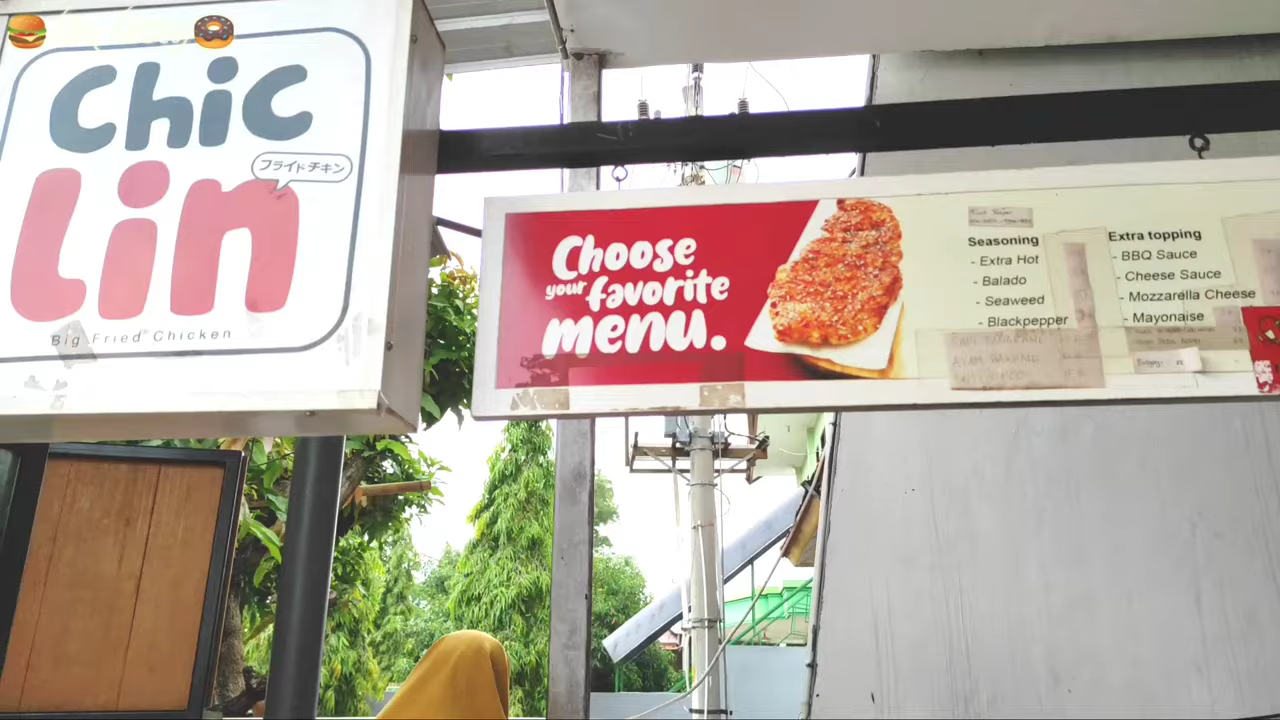 Chic
Lin
フライドチキン
Big Fried Chicken
Choose
your favorite
menu.
Seasoning
- Extra Hot
- Balado
- Seaweed
- Blackpepper
Extra topping
- BBQ Sauce
- Cheese Sauce
- Mozzarella Cheese
- Mayonaise